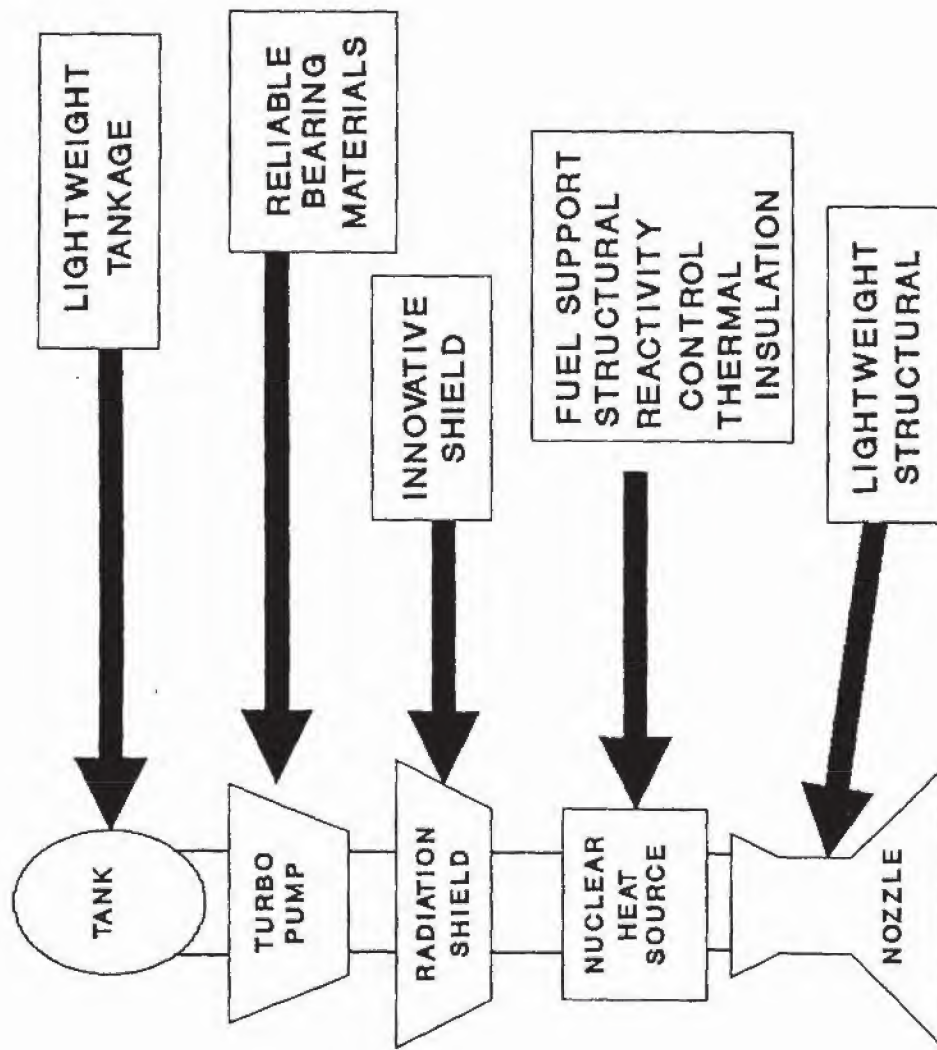 LIGHTWEIGHT
TANKAGE
RELIABLE
BEARING
MATERIALS
INNOVATIVE
SHIELD
FUEL SUPPORT
STRUCTURAL
REACTIVITY
CONTROL
THERMAL
INSULATION
LIGHTWEIGHT
STRUCTURAL
TANK
TURBO
PUMP
RADIATION
SHIELD
NUCLEAR
HEAT
SOURCE
NOZZLE